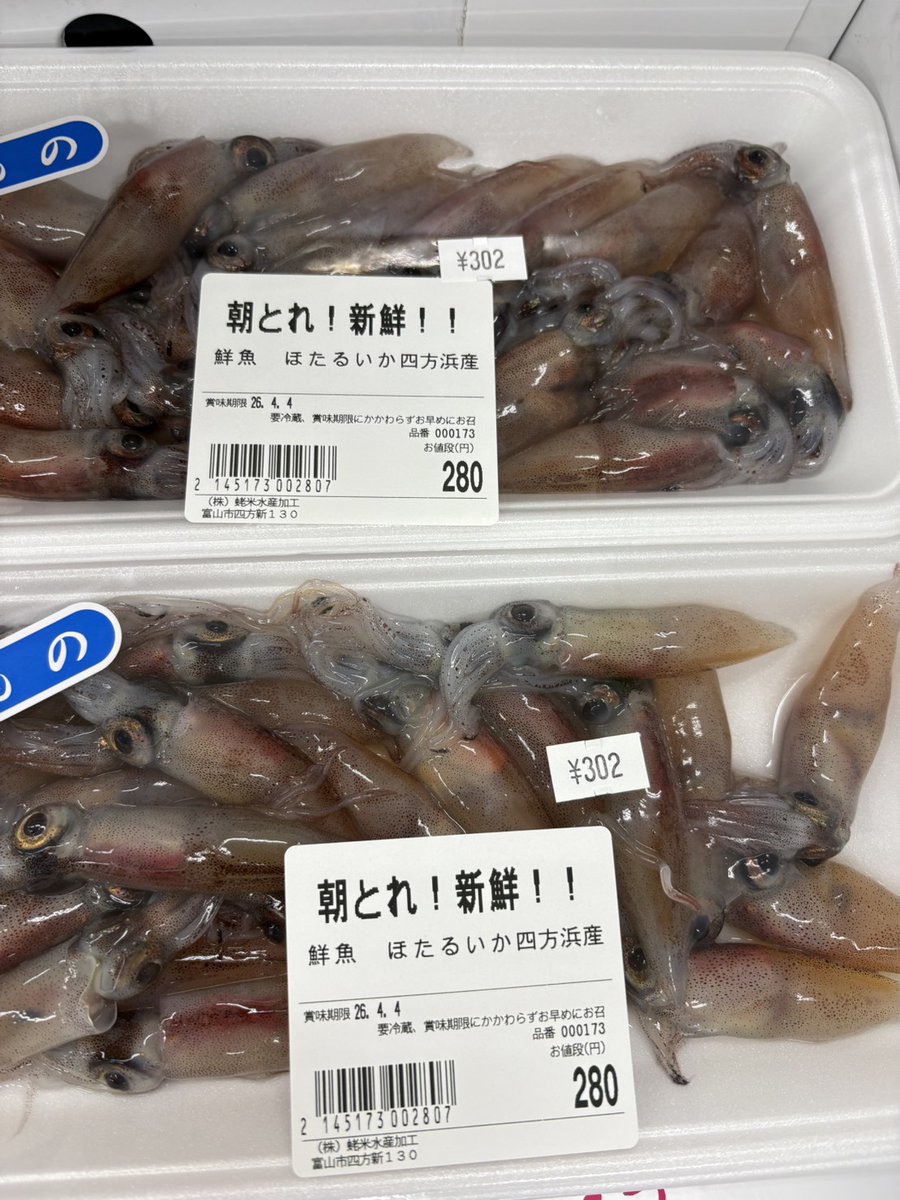 の
¥302
朝とれ！新鮮！！
鮮魚　ほたるいか四方浜産
賞味期限 26. 4. 4
要冷蔵、賞味期限にかかわらずお早めにお召
品番 000173
お値段(円)
280
2 145173 002807
（株）蛯米水産加工
富山市四方新１３０
の
¥302
朝とれ！新鮮！！
鮮魚　ほたるいか四方浜産
賞味期限 26. 4. 4
要冷蔵、賞味期限にかかわらずお早めにお召
品番 000173
お値段(円)
280
2 145173 002807
（株）蛯米水産加工
富山市四方新１３０